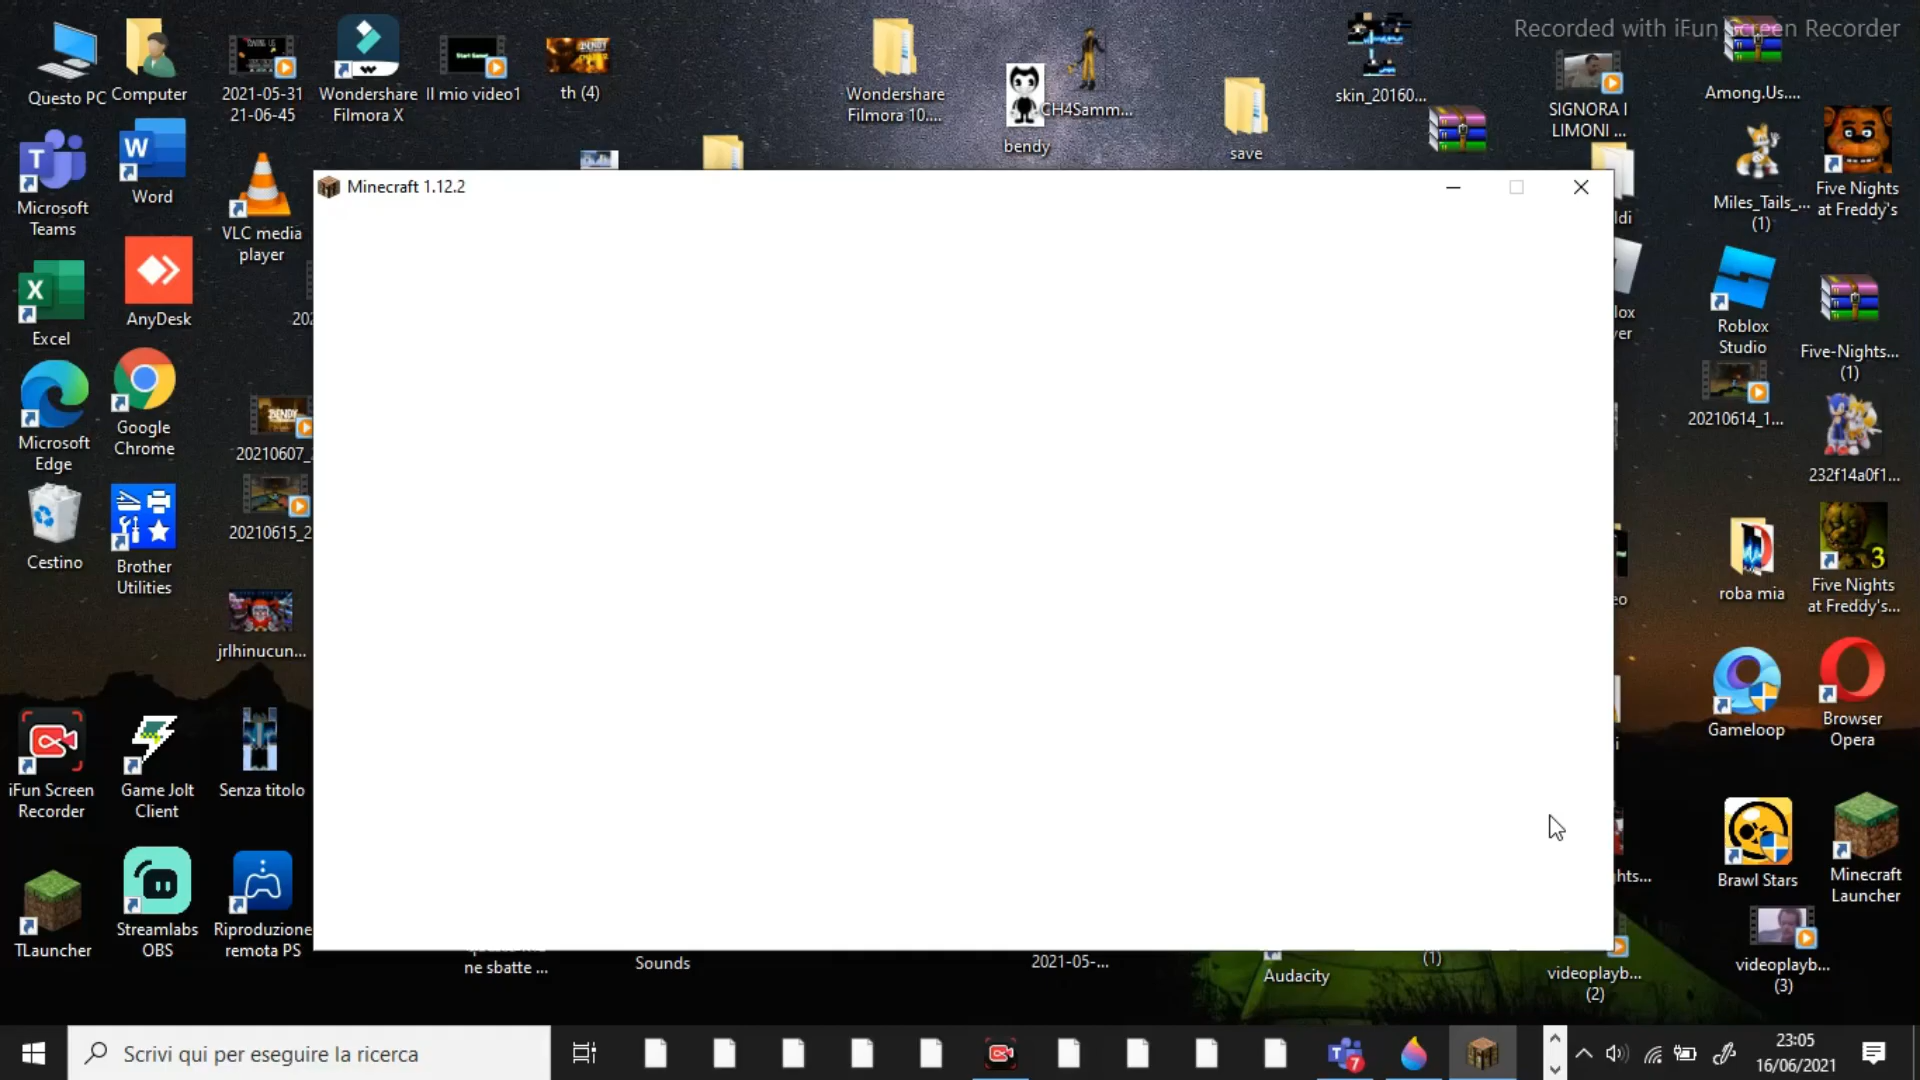 Recorded with iFun Screen Recorder
Questo PC
Computer
2021-05-31
21-06-45
Wondershare
Filmora X
Il mio video1
th (4)
Wondershare
Filmora 10....
bendy
CH4Samm...
save
skin_20160...
SIGNORA I
LIMONI ...
Among.Us....
Microsoft
Teams
Word
VLC media
player
Miles_Tails_...
(1)
Five Nights
at Freddy's
Minecraft 1.12.2
Excel
AnyDesk
Roblox
Studio
Five-Nights...
(1)
Microsoft
Edge
Google
Chrome
20210607_
20210614_1...
232f14a0f1...
Cestino
Brother
Utilities
20210615_2
roba mia
3
Five Nights
at Freddy's...
jrlhinucun...
Gameloop
Browser
Opera
iFun Screen
Recorder
Game Jolt
Client
Senza titolo
Brawl Stars
Minecraft
Launcher
TLauncher
Streamlabs
OBS
Riproduzione
remota PS
ne sbatte ...
Sounds
2021-05-...
Audacity
(1)
videoplayb...
(2)
videoplayb...
(3)
Scrivi qui per eseguire la ricerca
7
23:05
16/06/2021